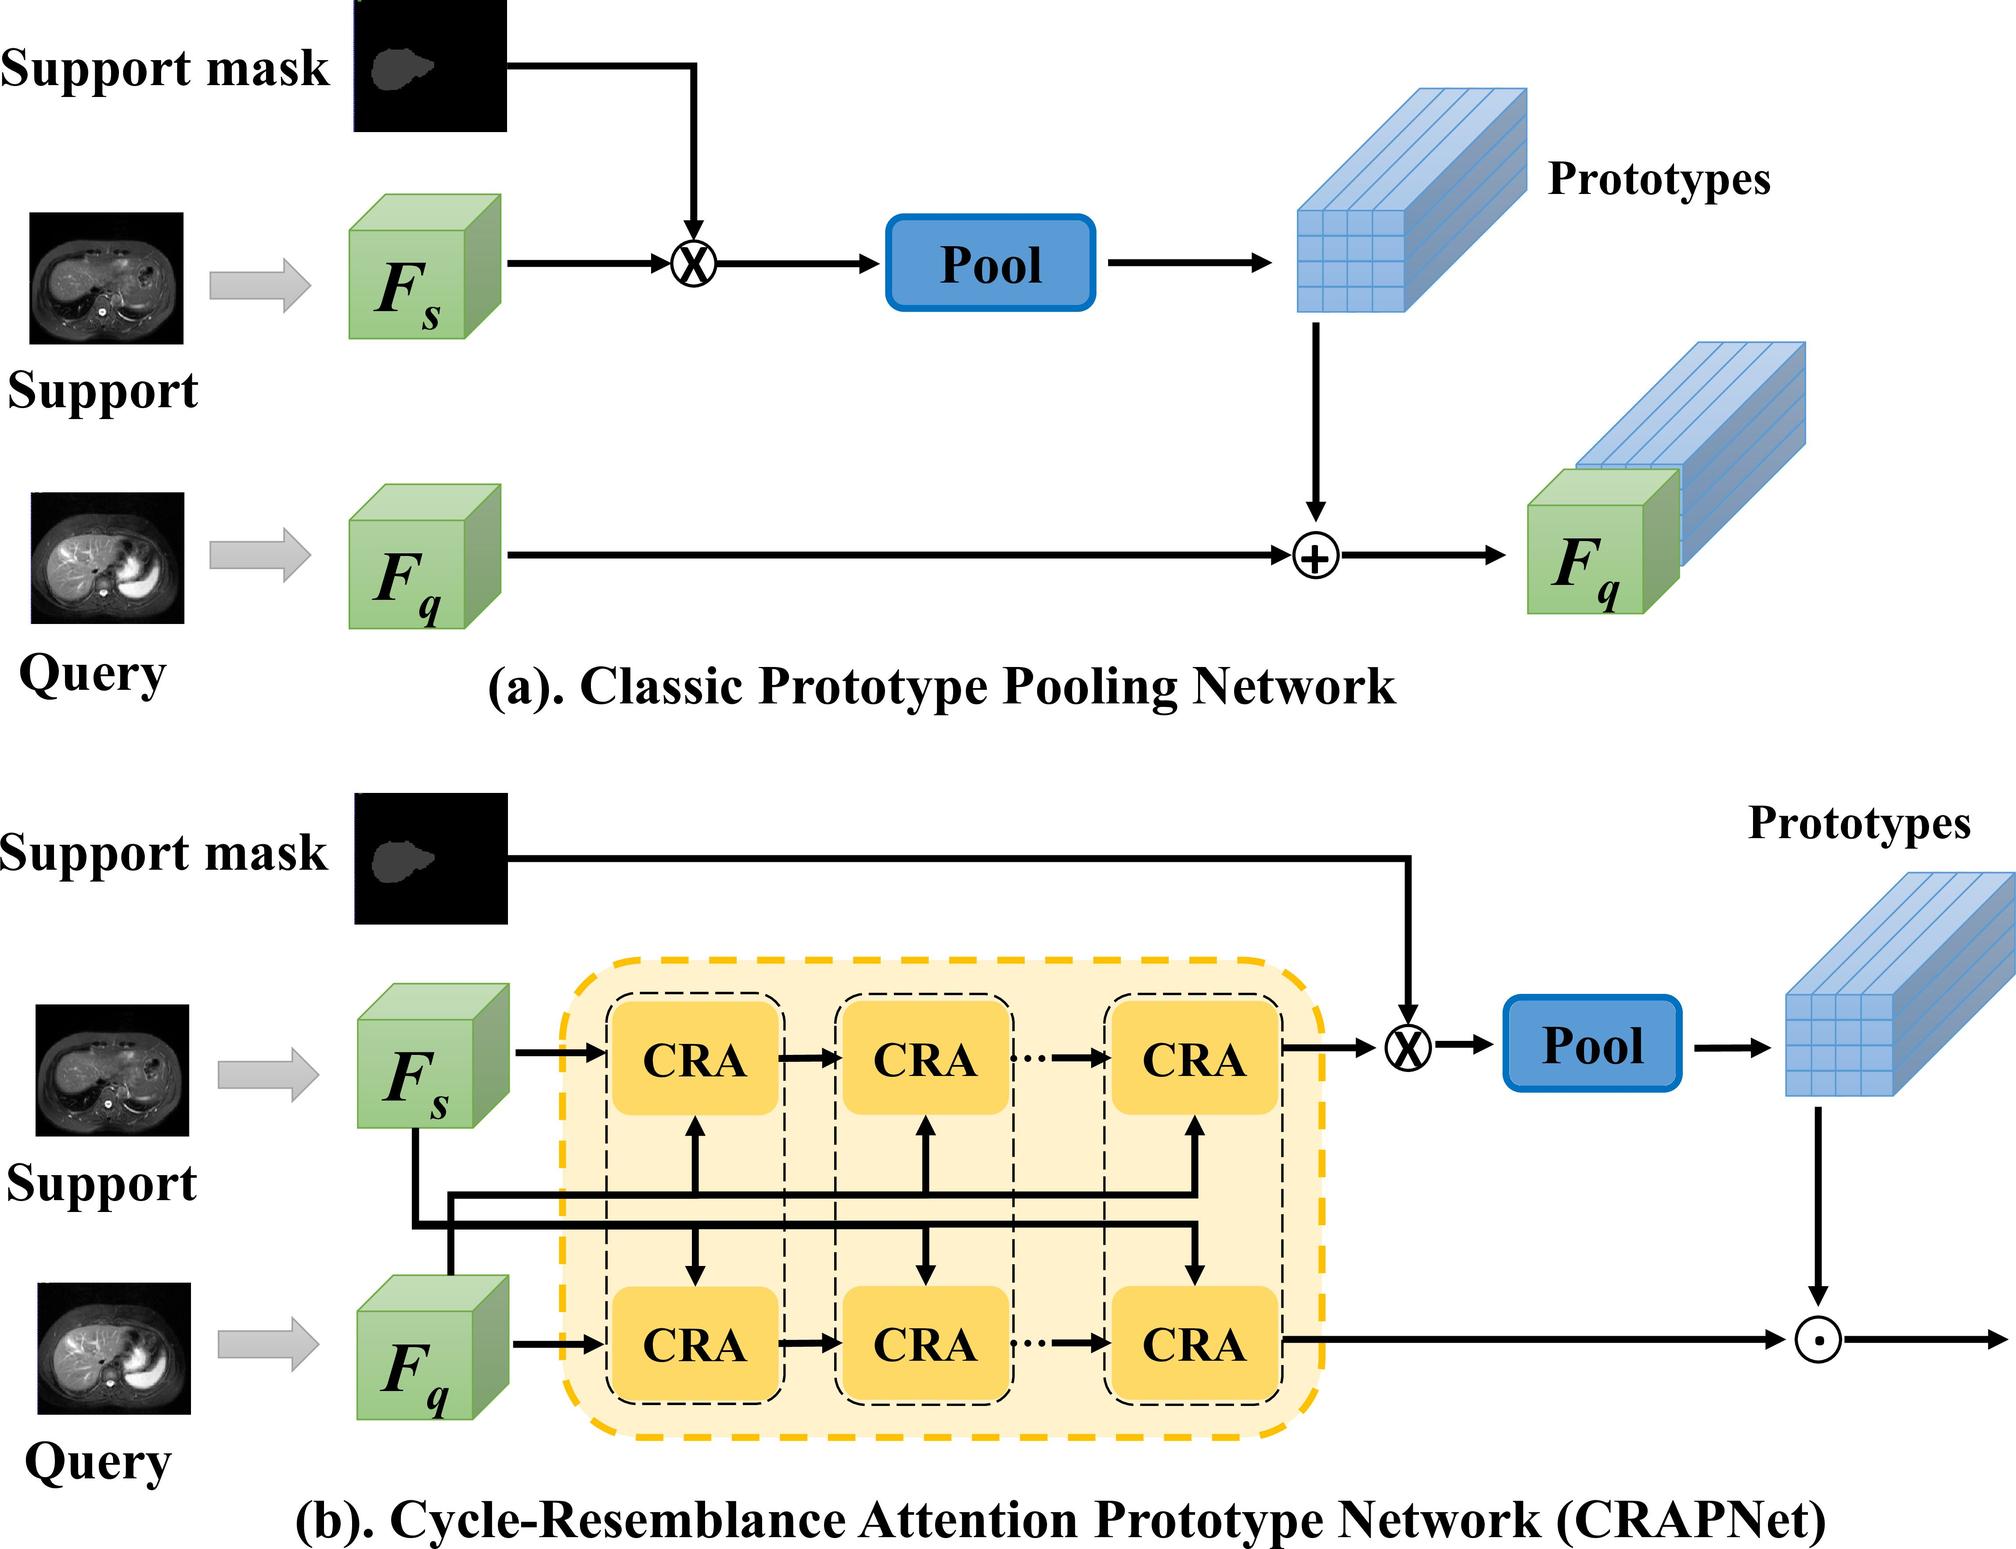 Support mask
Prototypes
F_s
X
Pool
Support
F_q
+
F_q
Query
(a). Classic Prototype Pooling Network
Support mask
Prototypes
F_s
CRA
CRA
...
CRA
X
Pool
Support
F_q
CRA
CRA
...
CRA
Query
(b). Cycle-Resemblance Attention Prototype Network (CRAPNet)